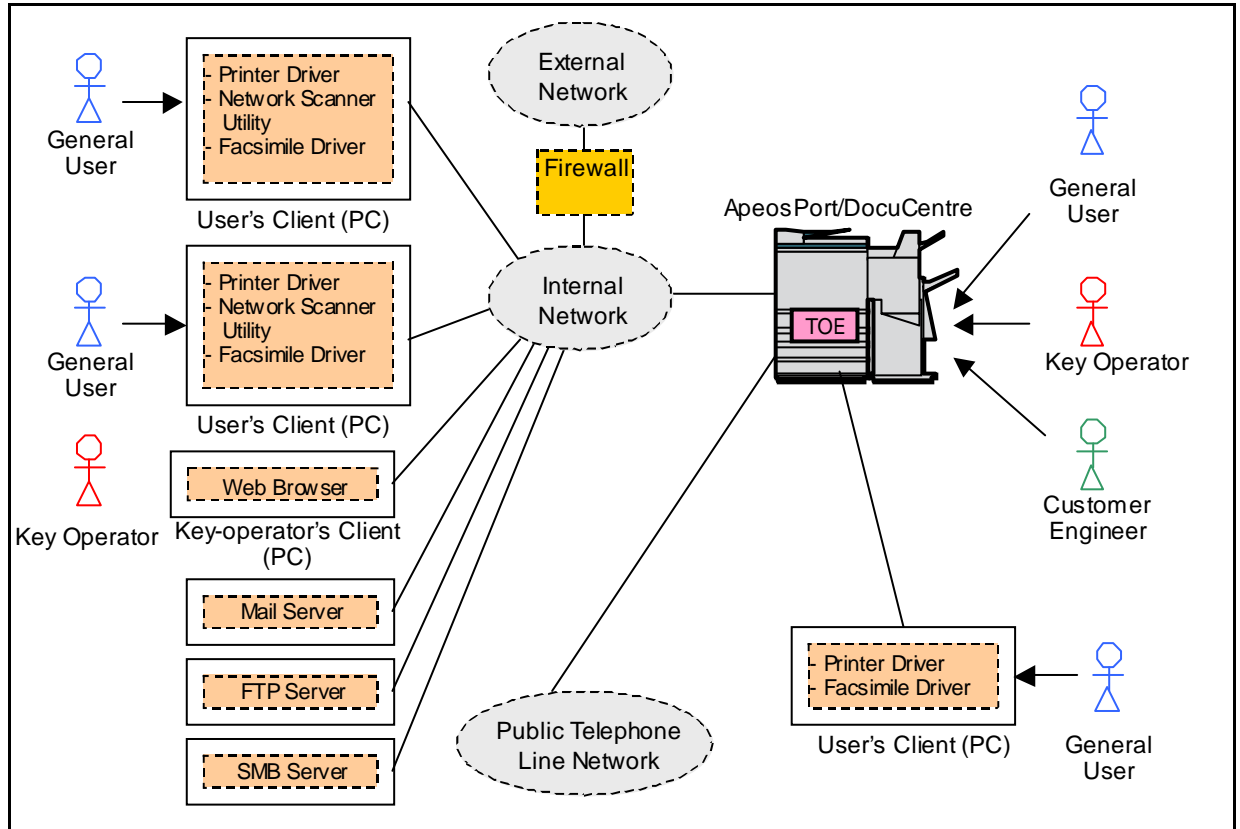 - Printer Driver
- Network Scanner
Utility
- Facsimile Driver
General
User
User's Client (PC)
External
Network
Firewall
ApeosPort/DocuCentre
General
User
- Printer Driver
- Network Scanner
Utility
- Facsimile Driver
General
User
User's Client (PC)
Internal
Network
TOE
Key Operator
Web Browser
Key Operator
Key-operator's Client
(PC)
Customer
Engineer
Mail Server
FTP Server
SMB Server
Public Telephone
Line Network
- Printer Driver
- Facsimile Driver
User's Client (PC)
General
User